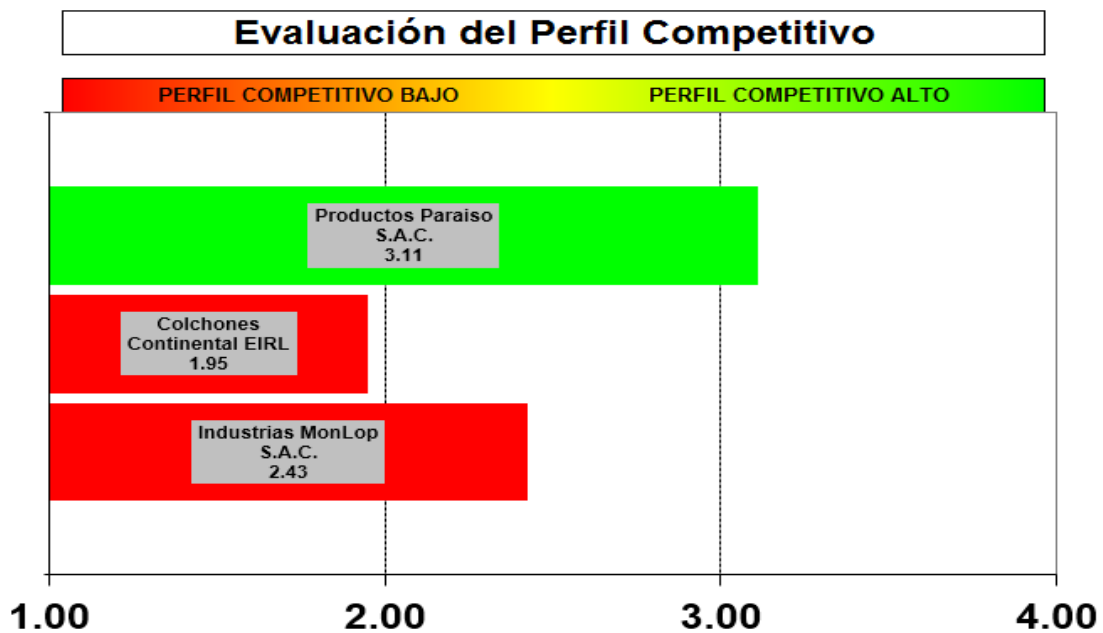 Evaluación del Perfil Competitivo
PERFIL COMPETITIVO BAJO
PERFIL COMPETITIVO ALTO
Productos Paraiso
S.A.C.
3.11
Colchones
Continental EIRL
1.95
Industrias MonLop
S.A.C.
2.43
1.00
2.00
3.00
4.00